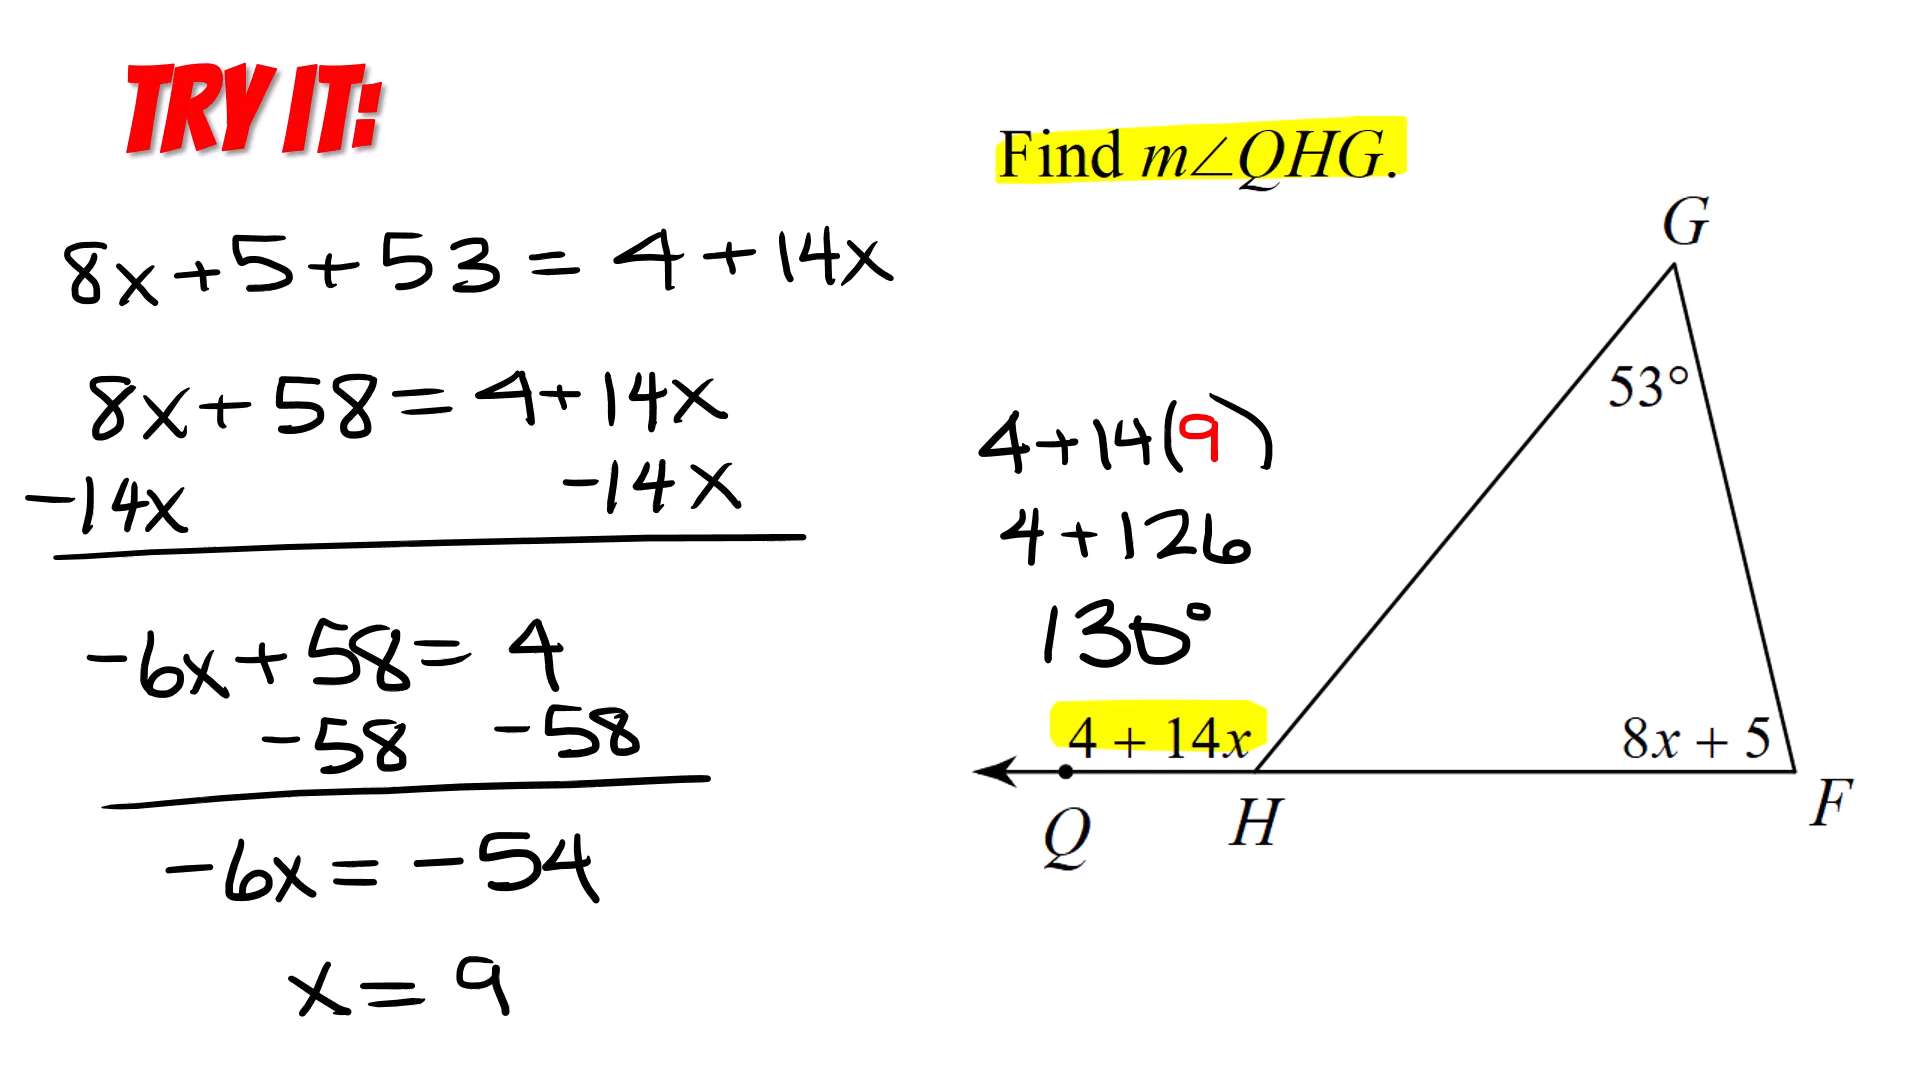 TRY IT:
8x + 5 + 53 = 4 + 14x
8x + 58 = 4 + 14x
-14x -14x
-6x + 58 = 4
-58 -58
-6x = -54
x = 9
Find m∠QHG.
4 + 14(9)
4 + 126
130°
4 + 14x
G
53°
8x + 5
Q
H
F